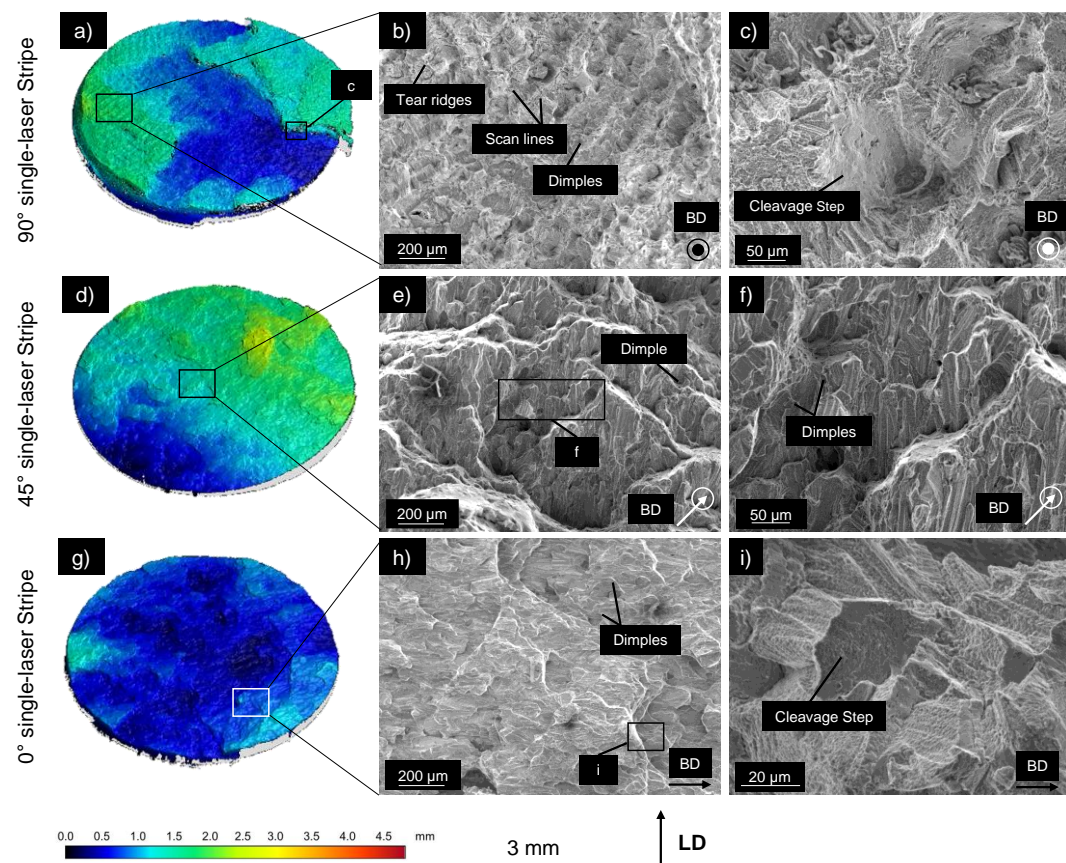 90° single-laser Stripe
a)
c
b)
Tear ridges
Scan lines
Dimples
BD
200 µm
c)
Cleavage Step
BD
50 µm
45° single-laser Stripe
d)
e)
Dimple
f
BD
200 µm
f)
Dimples
BD
50 µm
0° single-laser Stripe
g)
h)
Dimples
i
BD
200 µm
i)
Cleavage Step
BD
20 µm
0.0 0.5 1.0 1.5 2.0 2.5 3.0 3.5 4.0 4.5 mm
3 mm
LD